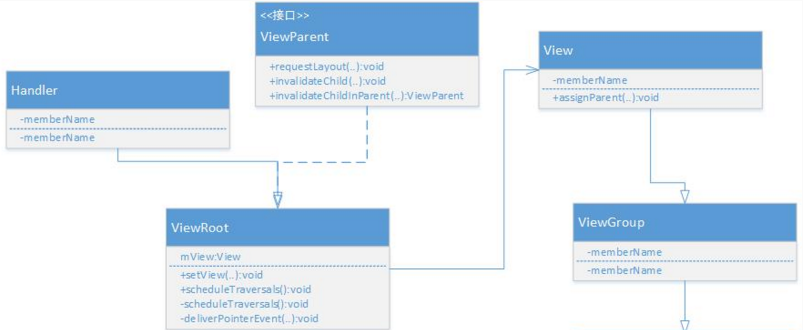 <<接口>>
ViewParent
+requestLayout(..):void
+invalidateChild(..):void
+invalidateChildInParent(..):ViewParent
View
-memberName
+assignParent(..):void
Handler
-memberName
-memberName
ViewRoot
mView:View
+setView(..):void
+scheduleTraversals():void
-scheduleTraversals():void
-deliverPointerEvent(..):void
ViewGroup
-memberName
-memberName